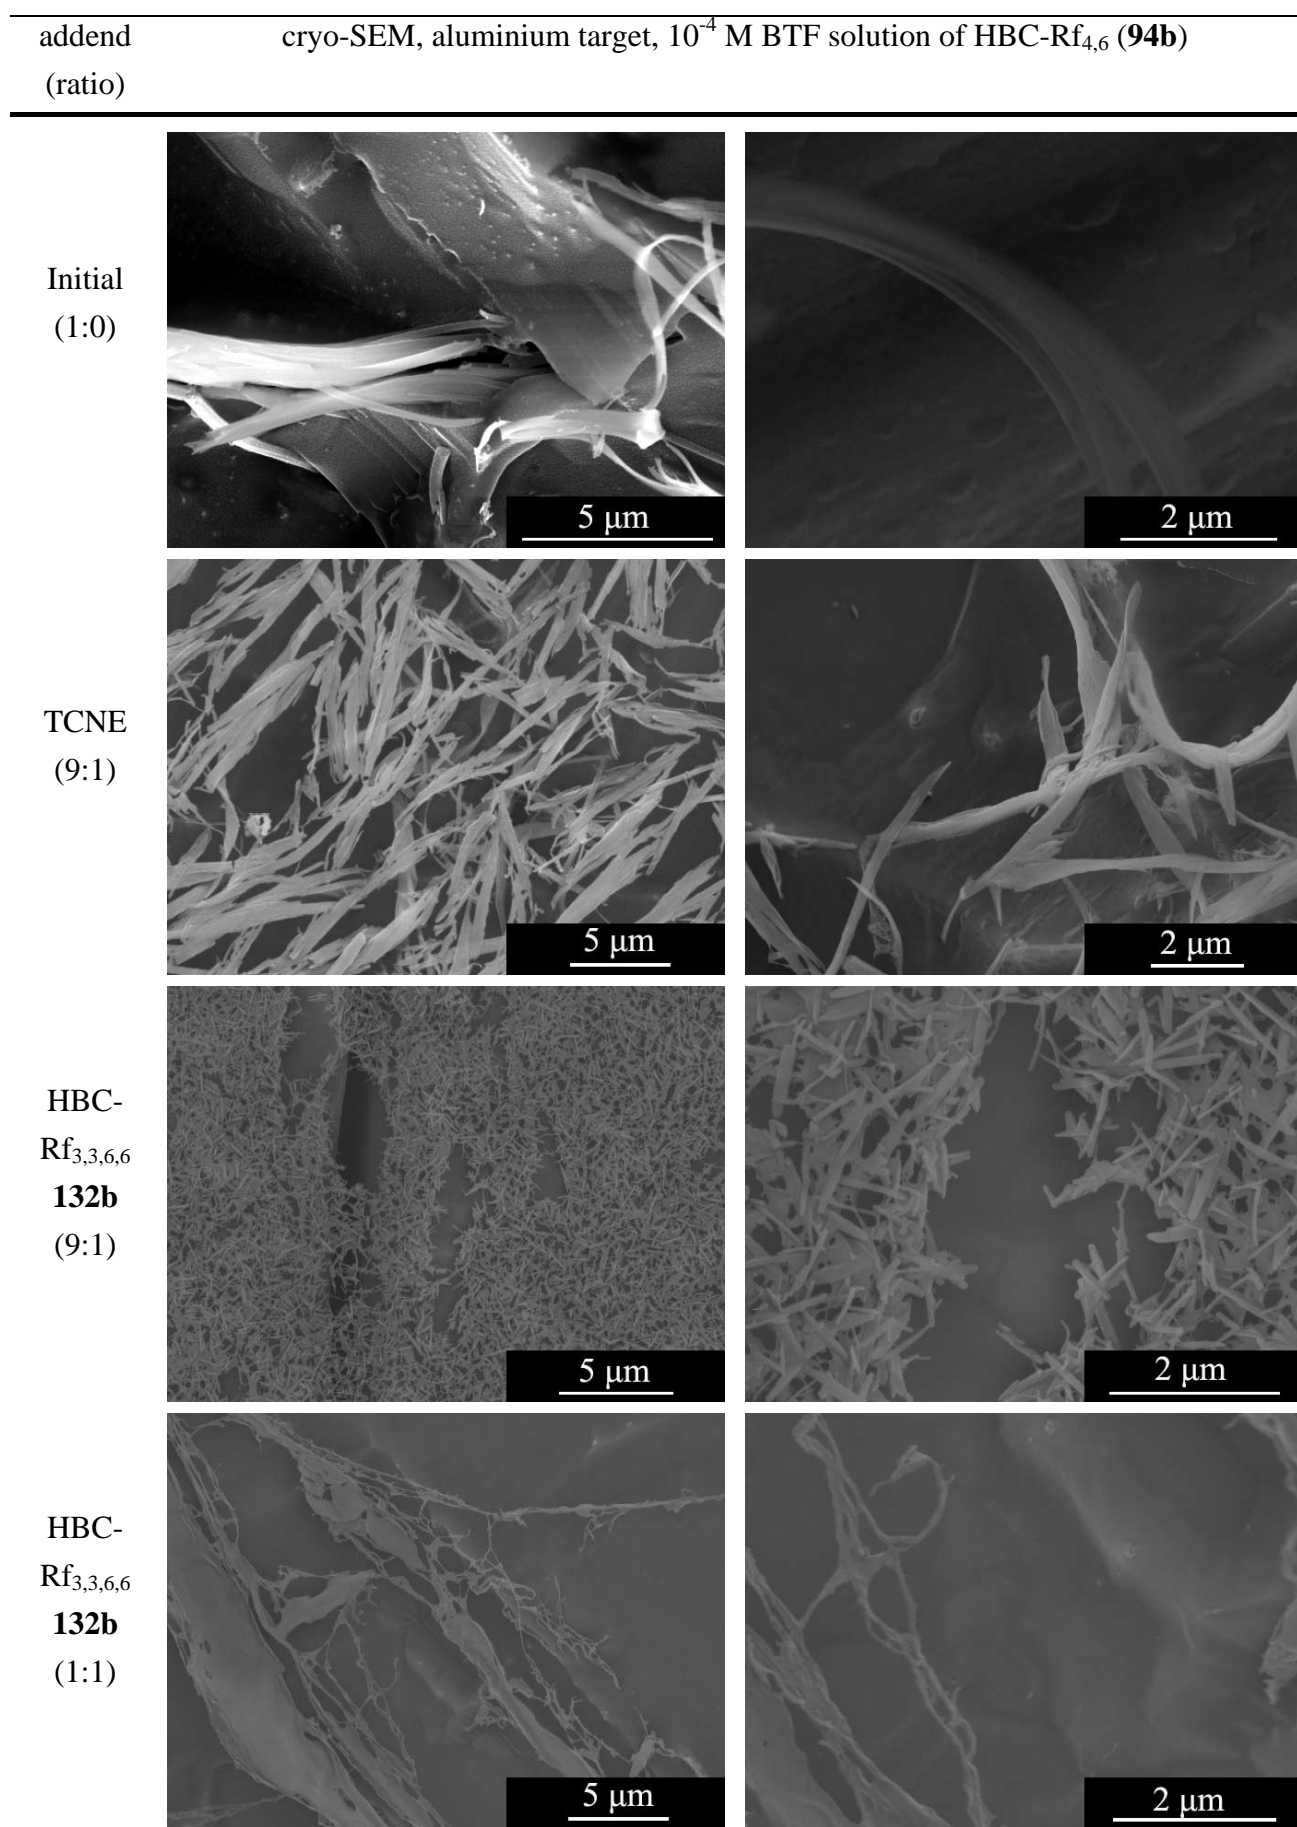 addend cryo-SEM, aluminium target, 10⁻⁴ M BTF solution of HBC-Rf₄,₆ (94b)
(ratio)
Initial
(1:0)
5 μm
2 μm
TCNE
(9:1)
5 μm
2 μm
HBC-
Rf₃,₃,₆,₆
132b
(9:1)
5 μm
2 μm
HBC-
Rf₃,₃,₆,₆
132b
(1:1)
5 μm
2 μm